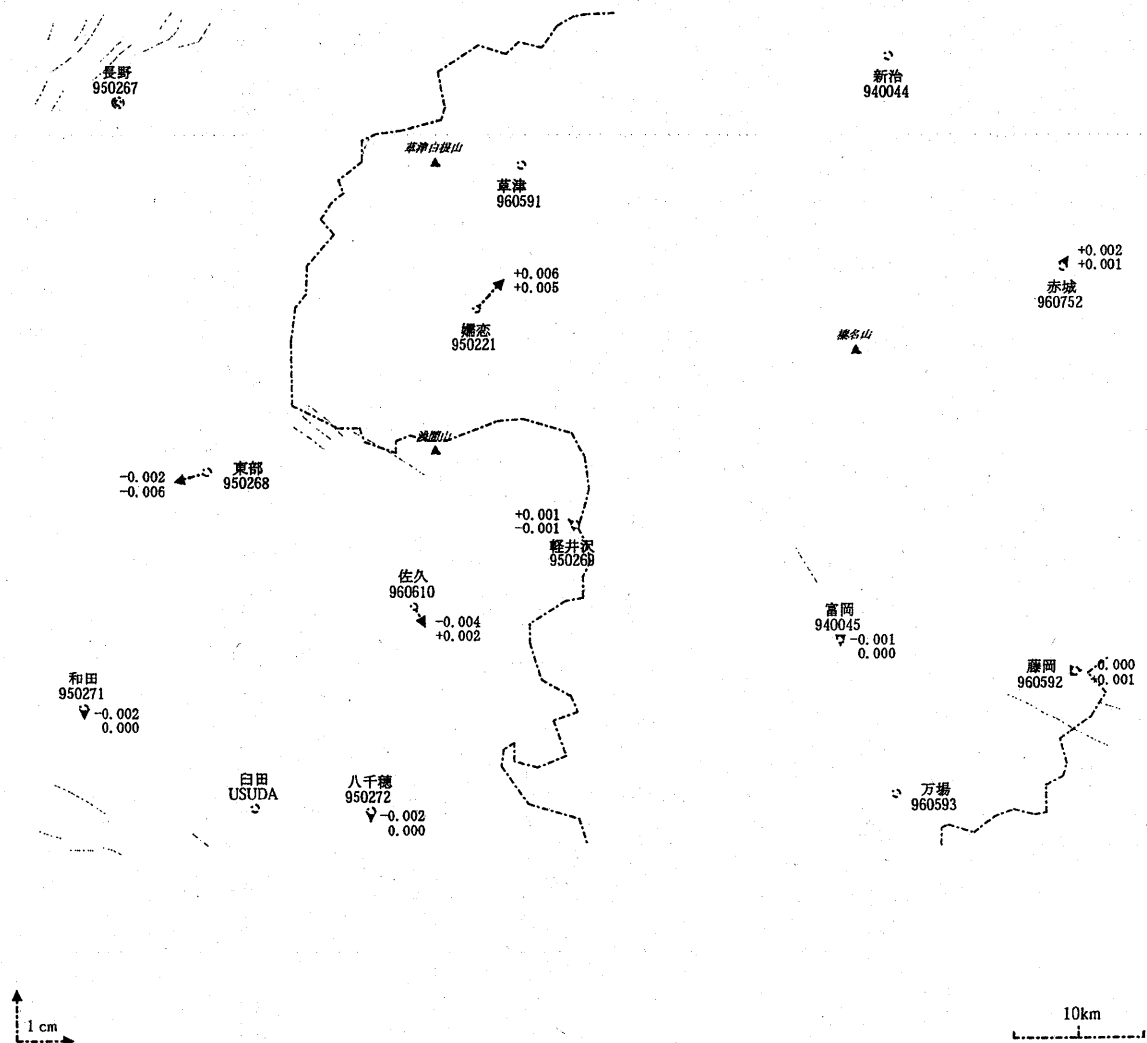 長野
950267
新治
940044
草津白根山
草津
960591
+0.006
+0.005
嬬恋
950221
+0.002
+0.001
赤城
960752
榛名山
浅間山
-0.002
-0.006
東部
950268
+0.001
-0.001
軽井沢
950269
佐久
960610
-0.004
+0.002
富岡
940045
-0.001
0.000
藤岡
960592
0.000
+0.001
和田
950271
-0.002
0.000
臼田
USUDA
八千穂
950272
-0.002
0.000
万場
960593
1 cm
10km